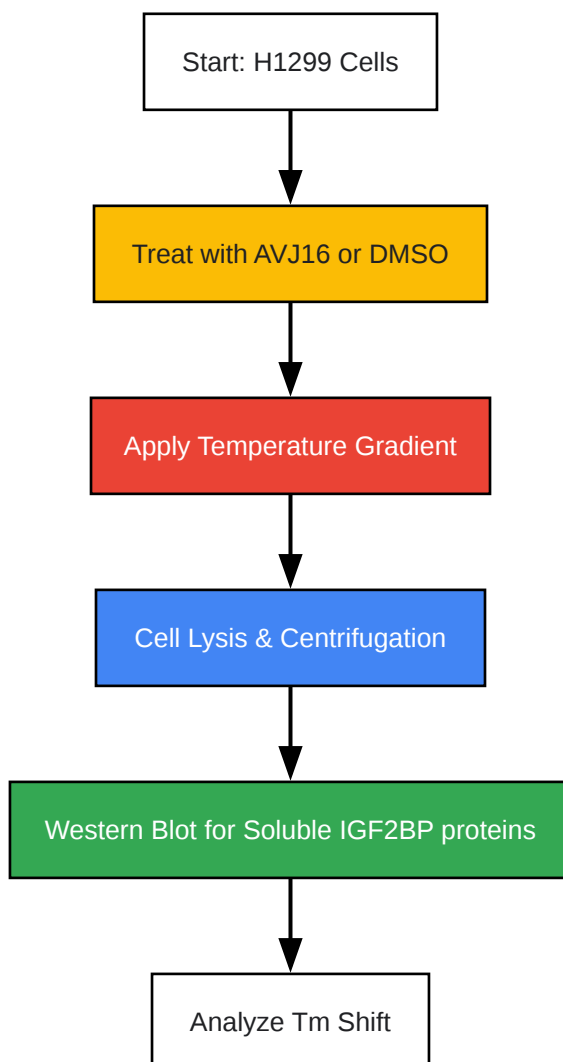 Start: H1299 Cells
Treat with AVJ16 or DMSO
Apply Temperature Gradient
Cell Lysis & Centrifugation
Western Blot for Soluble IGF2BP proteins
Analyze Tm Shift